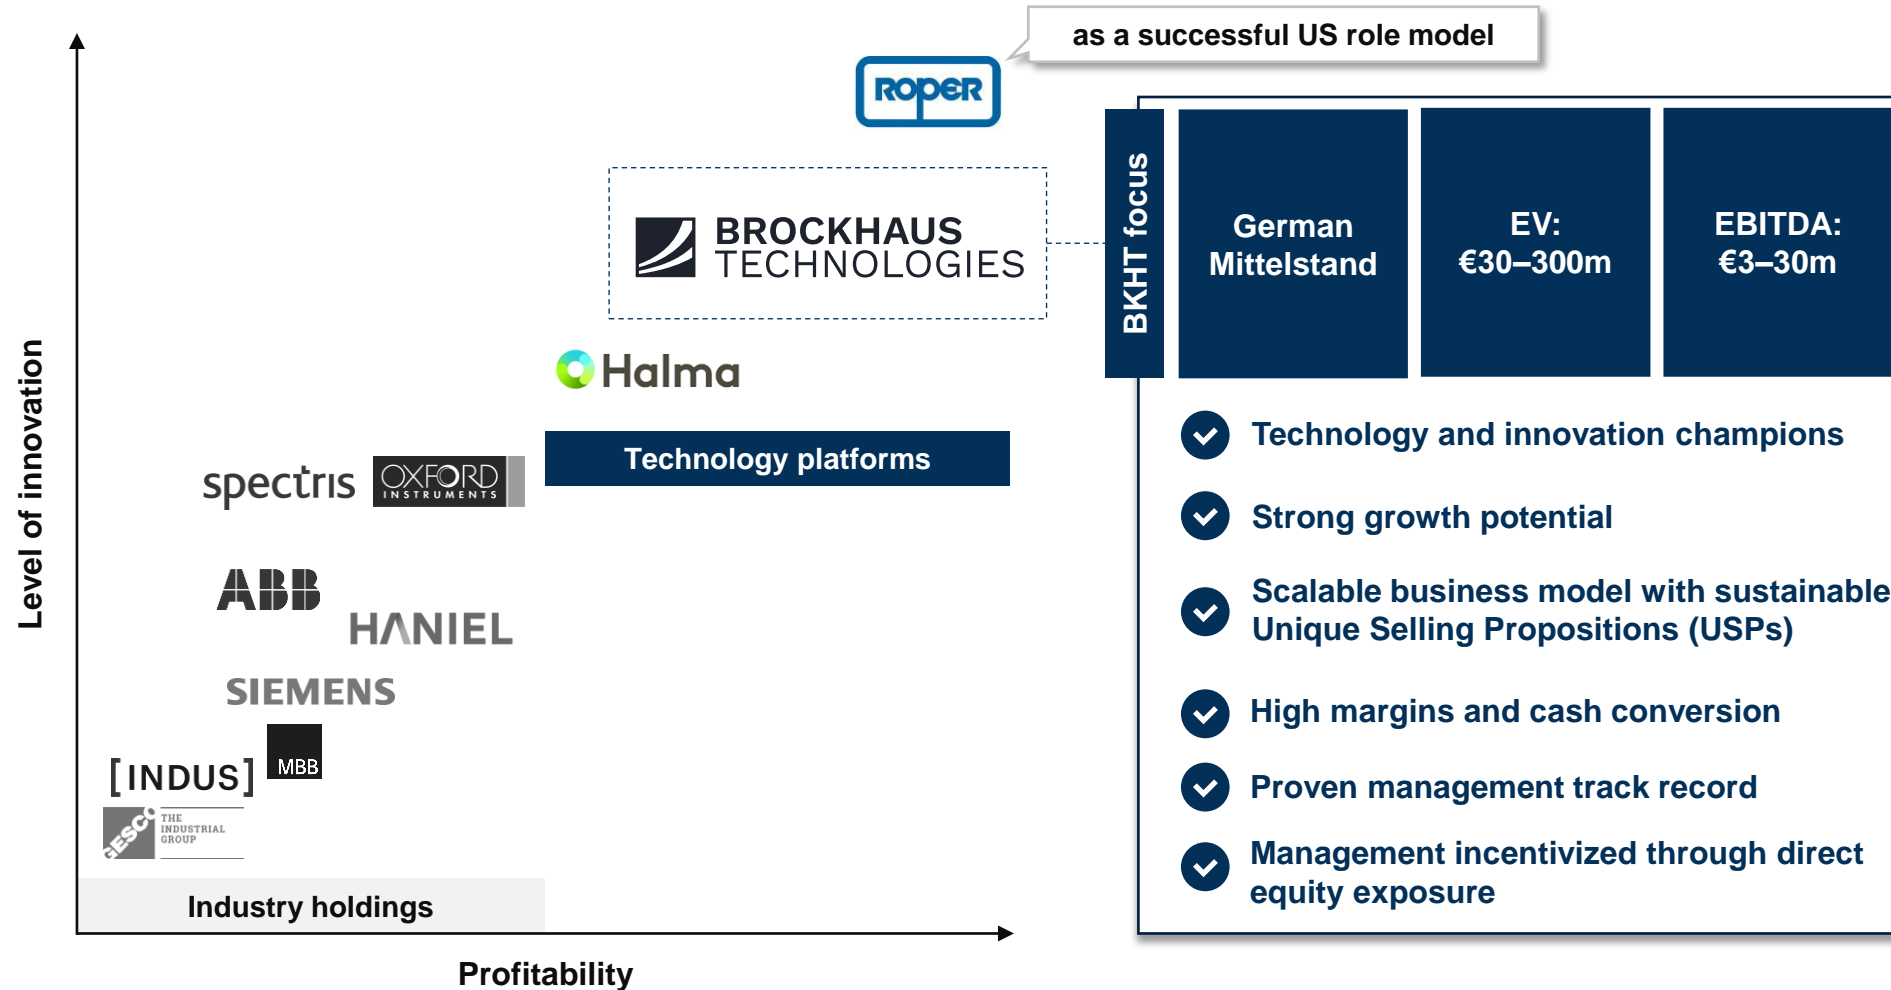 as a successful US role model
ROPER
BROCKHAUS
TECHNOLOGIES
Halma
Technology platforms
spectris
OXFORD
INSTRUMENTS
ABB
HANIEL
SIEMENS
MBB
[INDUS]
GESCO
THE
INDUSTRIAL
GROUP
Industry holdings
Level of innovation
Profitability
BKHT focus
German
Mittelstand
EV:
€30–300m
EBITDA:
€3–30m
Technology and innovation champions
Strong growth potential
Scalable business model with sustainable
Unique Selling Propositions (USPs)
High margins and cash conversion
Proven management track record
Management incentivized through direct
equity exposure